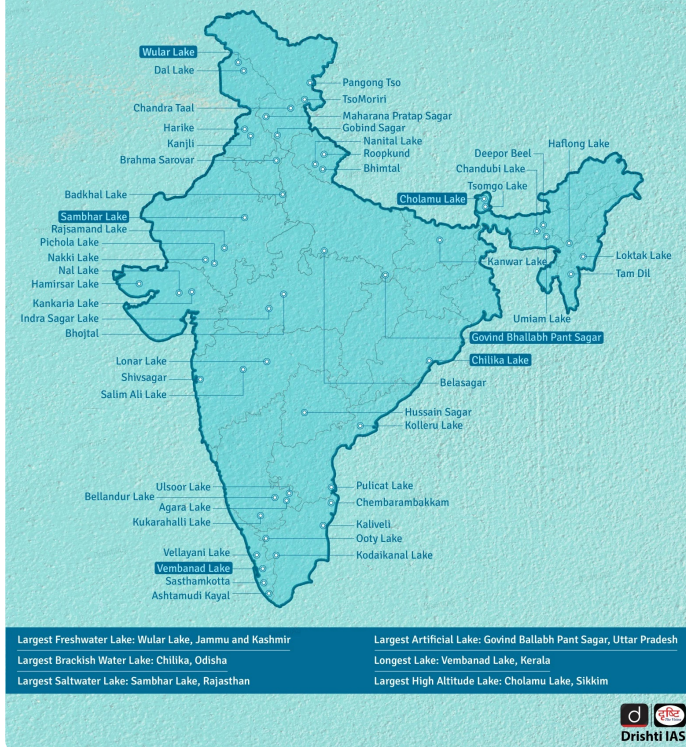 Wular Lake
Dal Lake
Pangong Tso
TsoMoriri
Chandra Taal
Maharana Pratap Sagar
Harike
Gobind Sagar
Kanjli
Nanital Lake
Haflong Lake
Brahma Sarovar
Roopkund
Deepor Beel
Bhimtal
Chandubi Lake
Tsomgo Lake
Badkhal Lake
Cholamu Lake
Sambhar Lake
Rajsamand Lake
Pichola Lake
Nakki Lake
Kanwar Lake
Loktak Lake
Nal Lake
Tam Dil
Hamirsar Lake
Kankaria Lake
Indra Sagar Lake
Umiam Lake
Bhojtal
Govind Bhallabh Pant Sagar
Lonar Lake
Chilika Lake
Shivsagar
Belasagar
Salim Ali Lake
Hussain Sagar
Kolleru Lake
Ulsoor Lake
Pulicat Lake
Bellandur Lake
Chembarambakkam
Agara Lake
Kukarahalli Lake
Kaliveli
Ooty Lake
Vellayani Lake
Kodaikanal Lake
Vembanad Lake
Sasthamkotta
Ashtamudi Kayal
Largest Freshwater Lake: Wular Lake, Jammu and Kashmir
Largest Brackish Water Lake: Chilika, Odisha
Largest Saltwater Lake: Sambhar Lake, Rajasthan
Largest Artificial Lake: Govind Ballabh Pant Sagar, Uttar Pradesh
Longest Lake: Vembanad Lake, Kerala
Largest High Altitude Lake: Cholamu Lake, Sikkim
d
दृष्टि
Drishti IAS